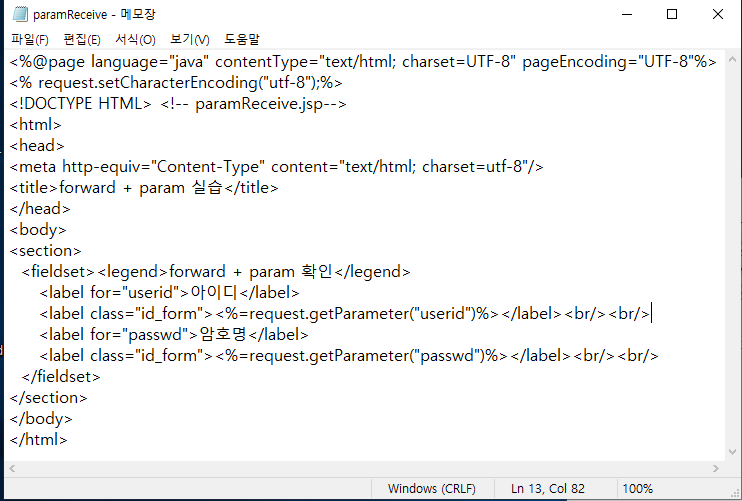 paramReceive - 메모장
파일(F) 편집(E) 서식(O) 보기(V) 도움말
<%@page language="java" contentType="text/html; charset=UTF-8" pageEncoding="UTF-8"%>
<% request.setCharacterEncoding("utf-8");%>
<!DOCTYPE HTML> <!-- paramReceive.jsp-->
<html>
<head>
<meta http-equiv="Content-Type" content="text/html; charset=utf-8"/>
<title>forward + param 실습</title>
</head>
<body>
<section>
<fieldset><legend>forward + param 확인</legend>
<label for="userid">아이디</label>
<label class="id_form"><%=request.getParameter("userid")%></label><br/><br/>
<label for="passwd">암호명</label>
<label class="id_form"><%=request.getParameter("passwd")%></label><br/><br/>
</fieldset>
</section>
</body>
</html>
Windows (CRLF) Ln 13, Col 82 100%